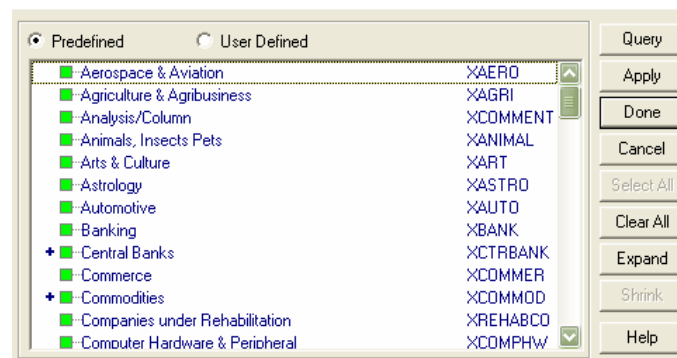 Predefined User Defined
Aerospace & Aviation XAERO
Agriculture & Agribusiness XAGRI
Analysis/Column XCOMMENT
Animals, Insects Pets XANIMAL
Arts & Culture XART
Astrology XASTRO
Automotive XAUTO
Banking XBANK
+ Central Banks XCTRBANK
Commerce XCOMMER
+ Commodities XCOMMOD
Companies under Rehabilitation XREHABCO
Computer Hardware & Peripheral XCOMPHW
Query
Apply
Done
Cancel
Select All
Clear All
Expand
Shrink
Help